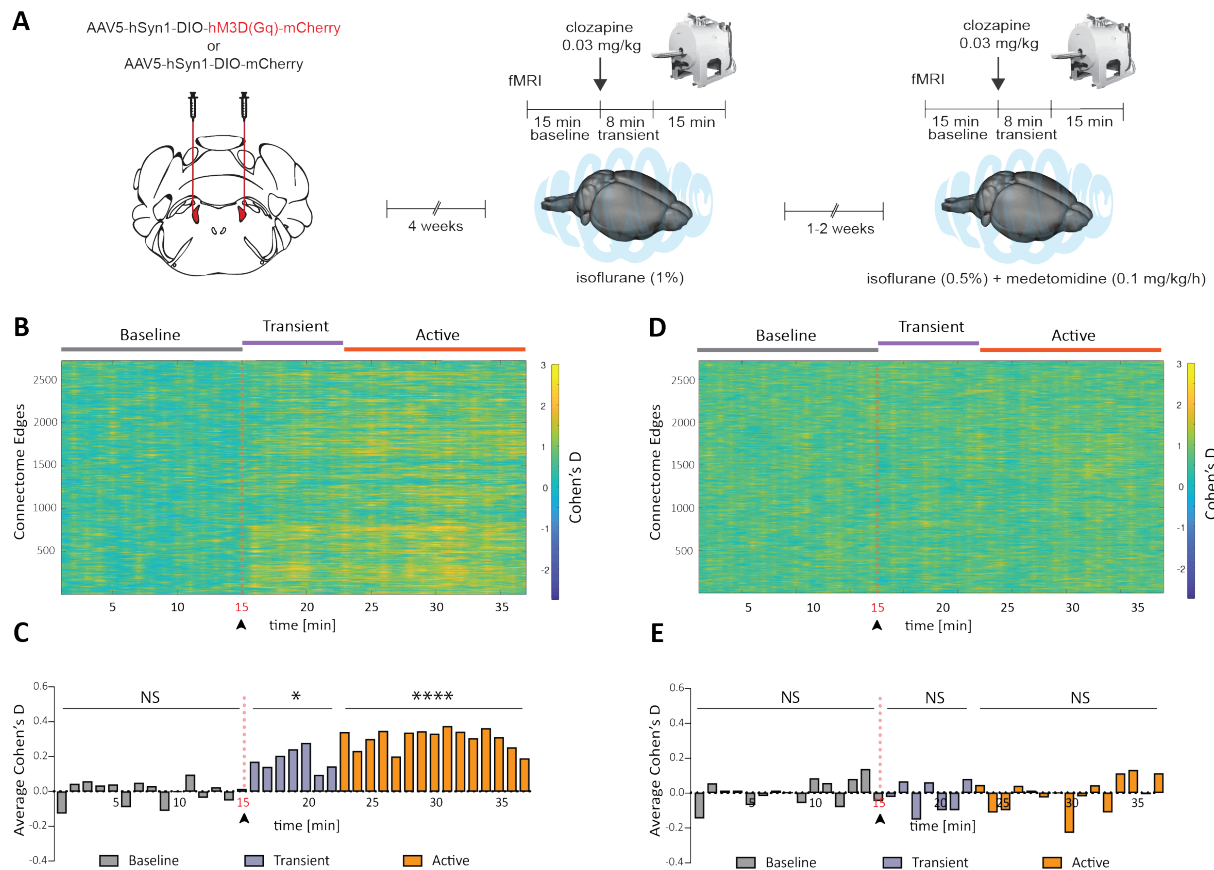 A
AAV5-hSyn1-DIO-hM3D(Gq)-mCherry
or
AAV5-hSyn1-DIO-mCherry
4 weeks
clozapine
0.03 mg/kg
fMRI
15 min 8 min 15 min
baseline transient
isoflurane (1%)
1-2 weeks
clozapine
0.03 mg/kg
fMRI
15 min 8 min 15 min
baseline transient
isoflurane (0.5%) + medetomidine (0.1 mg/kg/h)
B
Baseline Transient Active
Connectome Edges
2500
2000
1500
1000
500
5 10 15 20 25 30 35
time [min]
3
2
1
0
-1
-2
Cohen's D
D
Baseline Transient Active
Connectome Edges
2500
2000
1500
1000
500
5 10 15 20 25 30 35
time [min]
3
2
1
0
-1
-2
Cohen's D
C
Average Cohen's D
0.6
0.4
0.2
0.0
-0.2
-0.4
NS * ****
5 10 15 20 25 30 35
time [min]
Baseline Transient Active
E
Average Cohen's D
0.6
0.4
0.2
0.0
-0.2
-0.4
NS NS NS
5 10 15 20 25 30 35
time [min]
Baseline Transient Active